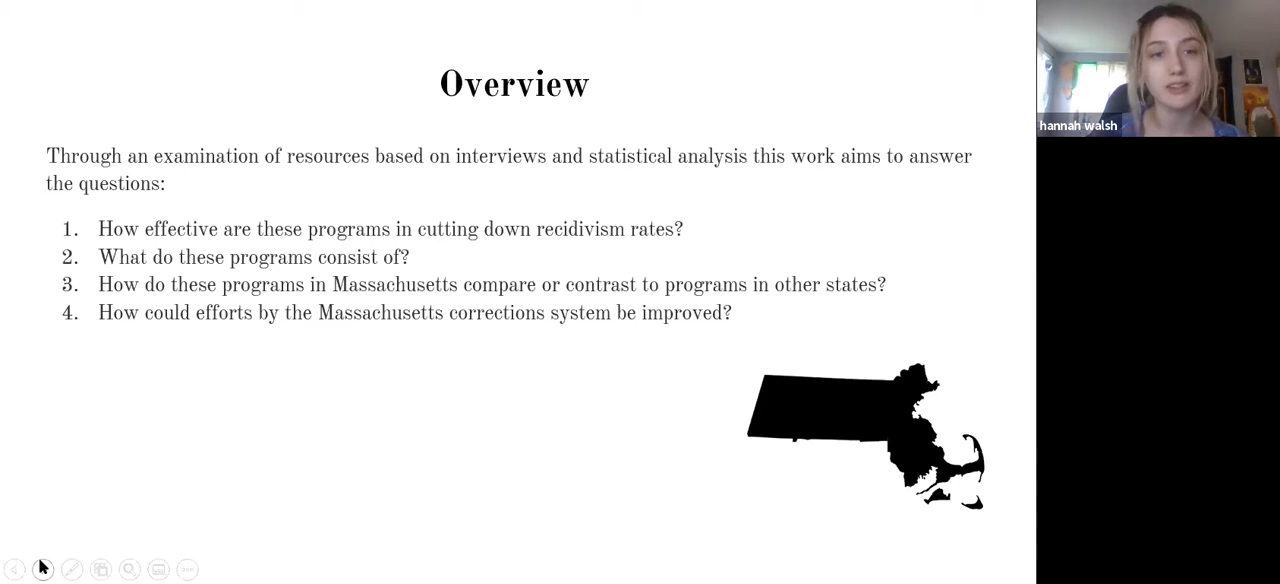 Overview
Through an examination of resources based on interviews and statistical analysis this work aims to answer
the questions:
1. How effective are these programs in cutting down recidivism rates?
2. What do these programs consist of?
3. How do these programs in Massachusetts compare or contrast to programs in other states?
4. How could efforts by the Massachusetts corrections system be improved?
hannah walsh